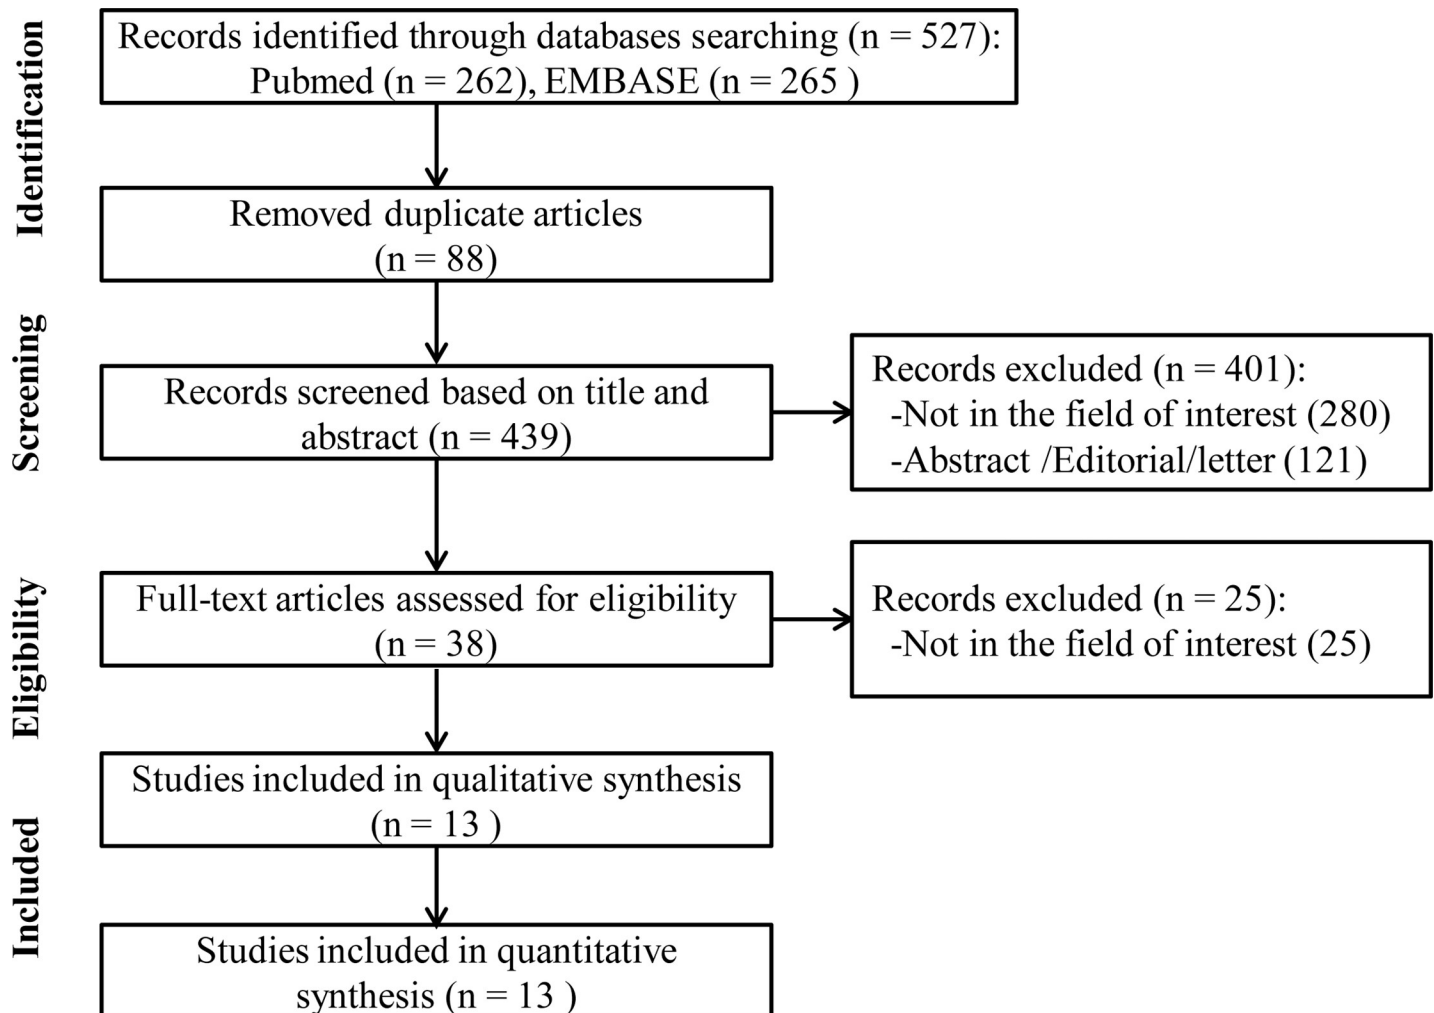 Identification
Records identified through databases searching (n = 527):
Pubmed (n = 262), EMBASE (n = 265 )
Removed duplicate articles
(n = 88)
Screening
Records screened based on title and
abstract (n = 439)
Records excluded (n = 401):
-Not in the field of interest (280)
-Abstract /Editorial/letter (121)
Eligibility
Full-text articles assessed for eligibility
(n = 38)
Records excluded (n = 25):
-Not in the field of interest (25)
Included
Studies included in qualitative synthesis
(n = 13 )
Studies included in quantitative
synthesis (n = 13 )